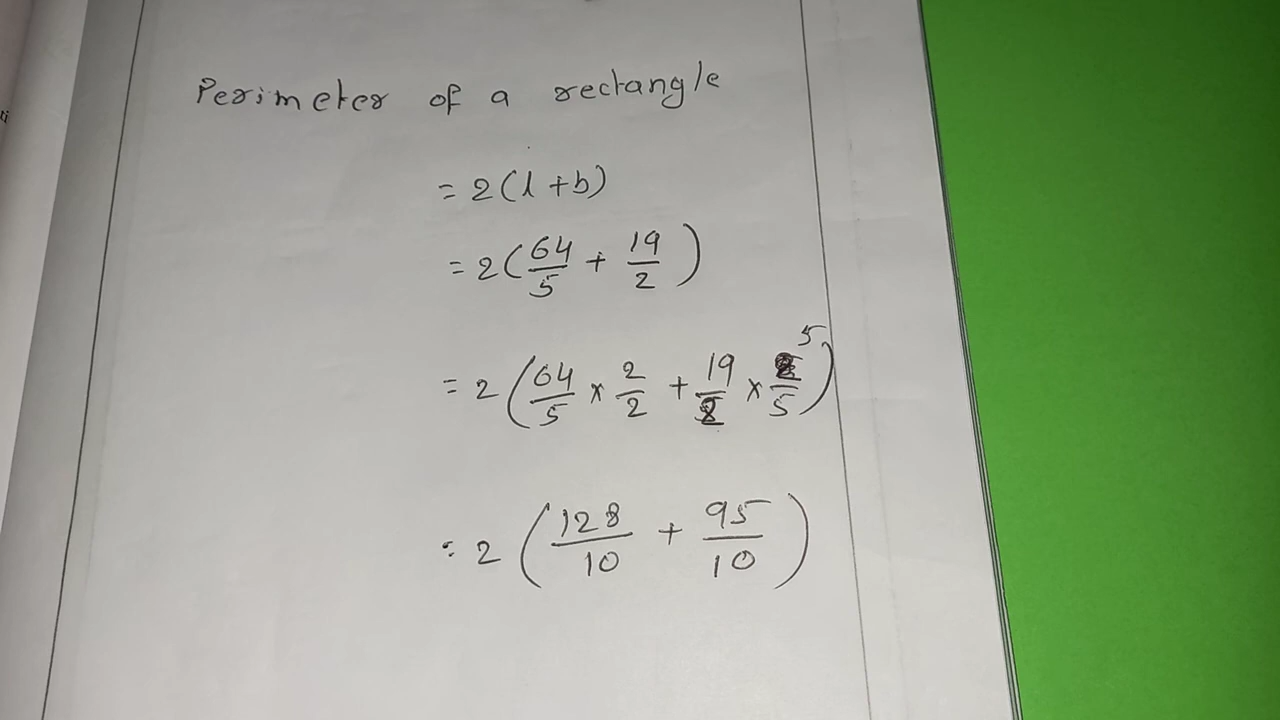 Perimeter of a rectangle
= 2(l+b)
= 2(64/5 + 19/2)
= 2(64/5 × 2/2 + 19/2 × 5/5)
= 2(128/10 + 95/10)